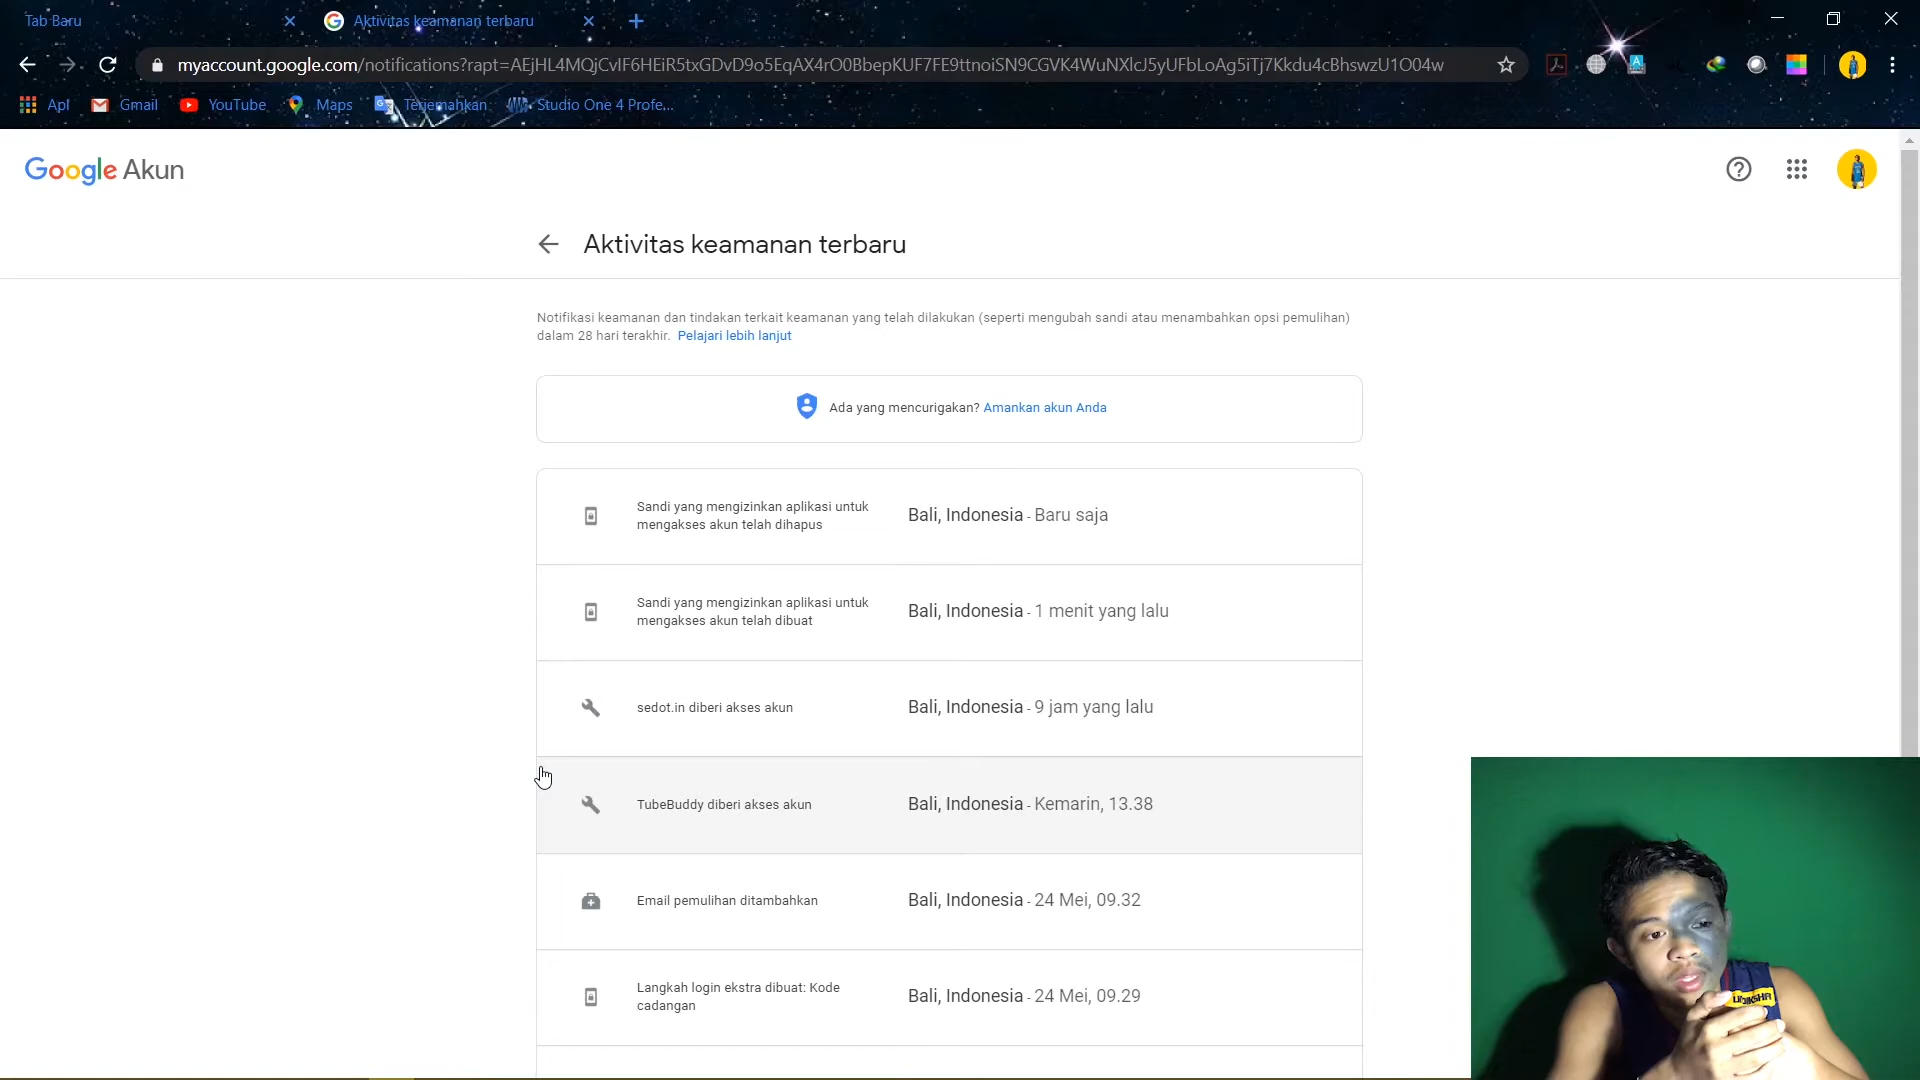 Tab Baru
Aktivitas keamanan terbaru
myaccount.google.com/notifications?rapt=AEjHL4MQjCvIF6HEiR5txGDvD9o5EqAX4rO0BbepKUF7FE9ttnoiSN9CGVK4WuNXlcJ5yUFbLoAg5iTj7Kkdu4cBhswzU1O04w
Apl
Gmail
YouTube
Maps
Terjemahkan
Studio One 4 Profe...
Google Akun
Aktivitas keamanan terbaru
Notifikasi keamanan dan tindakan terkait keamanan yang telah dilakukan (seperti mengubah sandi atau menambahkan opsi pemulihan)
dalam 28 hari terakhir. Pelajari lebih lanjut
Ada yang mencurigakan? Amankan akun Anda
Sandi yang mengizinkan aplikasi untuk
mengakses akun telah dihapus
Bali, Indonesia - Baru saja
Sandi yang mengizinkan aplikasi untuk
mengakses akun telah dibuat
Bali, Indonesia - 1 menit yang lalu
sedot.in diberi akses akun
Bali, Indonesia - 9 jam yang lalu
TubeBuddy diberi akses akun
Bali, Indonesia - Kemarin, 13.38
Email pemulihan ditambahkan
Bali, Indonesia - 24 Mei, 09.32
Langkah login ekstra dibuat: Kode
cadangan
Bali, Indonesia - 24 Mei, 09.29